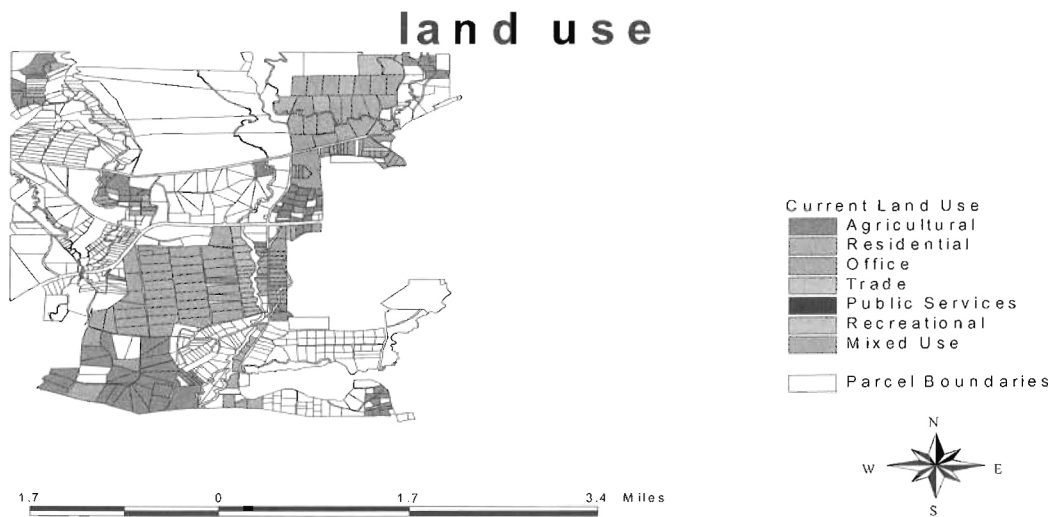 land use
Current Land Use
Agricultural
Residential
Office
Trade
Public Services
Recreational
Mixed Use
Parcel Boundaries
N
W E
S
1.7 0 1.7 3.4 Miles